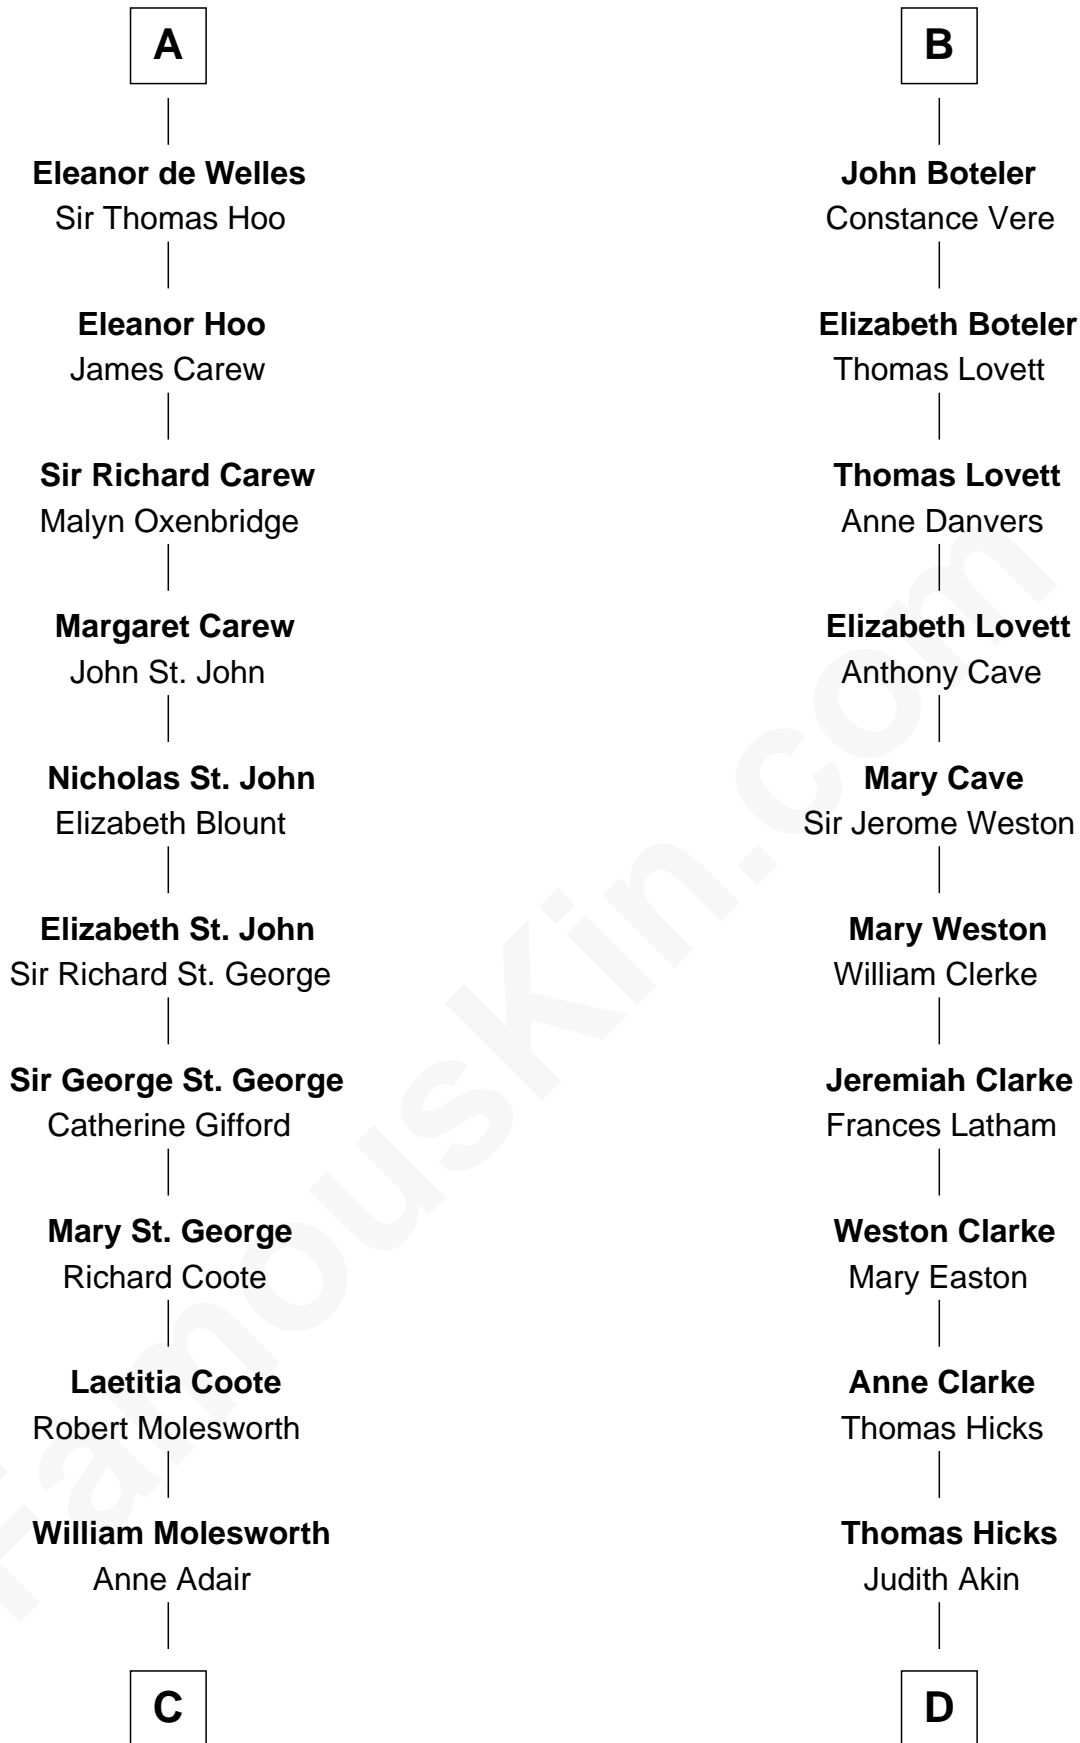 A
Eleanor de Welles
Sir Thomas Hoo
Eleanor Hoo
James Carew
Sir Richard Carew
Malyn Oxenbridge
Margaret Carew
John St. John
Nicholas St. John
Elizabeth Blount
Elizabeth St. John
Sir Richard St. George
Sir George St. George
Catherine Gifford
Mary St. George
Richard Coote
Laetitia Coote
Robert Molesworth
William Molesworth
Anne Adair
C
B
John Boteler
Constance Vere
Elizabeth Boteler
Thomas Lovett
Thomas Lovett
Anne Danvers
Elizabeth Lovett
Anthony Cave
Mary Cave
Sir Jerome Weston
Mary Weston
William Clerke
Jeremiah Clarke
Frances Latham
Weston Clarke
Mary Easton
Anne Clarke
Thomas Hicks
Thomas Hicks
Judith Akin
D
FamousKin.com